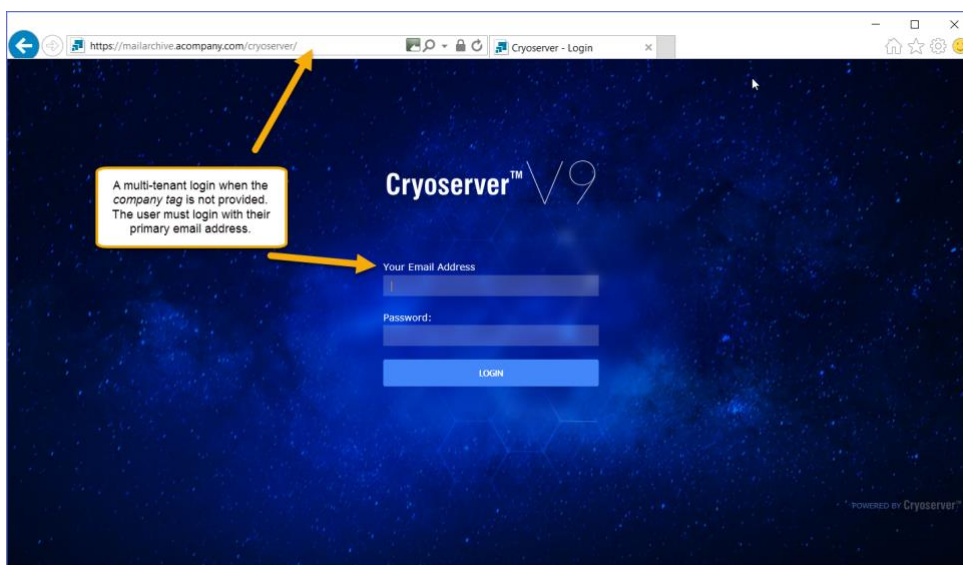 https://mailarchive.acompany.com/cryoserver/
Cryoserver - Login
A multi-tenant login when the
company tag is not provided.
The user must login with their
primary email address.
Cryoserver™ V9
Your Email Address
Password:
LOGIN
POWERED BY Cryoserver™